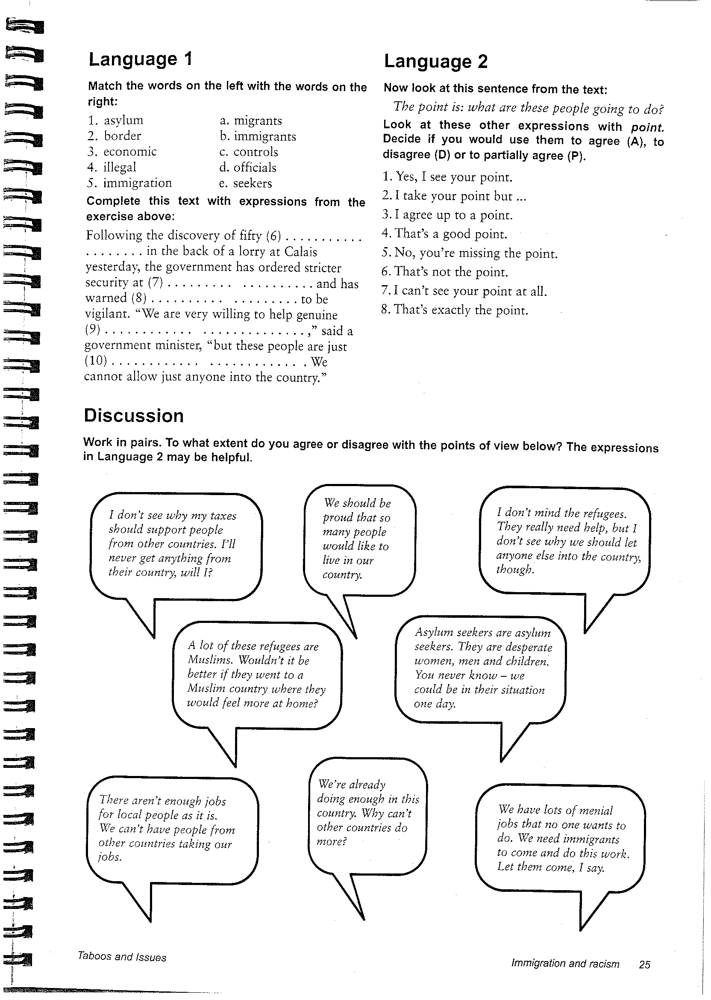 Language 1
Match the words on the left with the words on the
right:
1. asylum a. migrants
2. border b. immigrants
3. economic c. controls
4. illegal d. officials
5. immigration e. seekers
Complete this text with expressions from the
exercise above:
Following the discovery of fifty (6) . . . . . . . . . . .
. . . . . . . . in the back of a lorry at Calais
yesterday, the government has ordered stricter
security at (7) . . . . . . . . . . . . . . . . . . . and has
warned (8) . . . . . . . . . . . . . . . . . . . to be
vigilant. “We are very willing to help genuine
(9) . . . . . . . . . . . . . . . . . . . . . . . . . . ,” said a
government minister, “but these people are just
(10) . . . . . . . . . . . . . . . . . . . . . . . . . . We
cannot allow just anyone into the country.”
Language 2
Now look at this sentence from the text:
The point is: what are these people going to do?
Look at these other expressions with point.
Decide if you would use them to agree (A), to
disagree (D) or to partially agree (P).
1. Yes, I see your point.
2. I take your point but ...
3. I agree up to a point.
4. That’s a good point.
5. No, you’re missing the point.
6. That’s not the point.
7. I can’t see your point at all.
8. That’s exactly the point.
Discussion
Work in pairs. To what extent do you agree or disagree with the points of view below? The expressions
in Language 2 may be helpful.
I don’t see why my taxes
should support people
from other countries. I’ll
never get anything from
their country, will I?
We should be
proud that so
many people
would like to
live in our
country.
I don’t mind the refugees.
They really need help, but I
don’t see why we should let
anyone else into the country,
though.
A lot of these refugees are
Muslims. Wouldn’t it be
better if they went to a
Muslim country where they
would feel more at home?
Asylum seekers are asylum
seekers. They are desperate
women, men and children.
You never know – we
could be in their situation
one day.
There aren’t enough jobs
for local people as it is.
We can’t have people from
other countries taking our
jobs.
We’re already
doing enough in this
country. Why can’t
other countries do
more?
We have lots of menial
jobs that no one wants to
do. We need immigrants
to come and do this work.
Let them come, I say.
Taboos and Issues
Immigration and racism 25